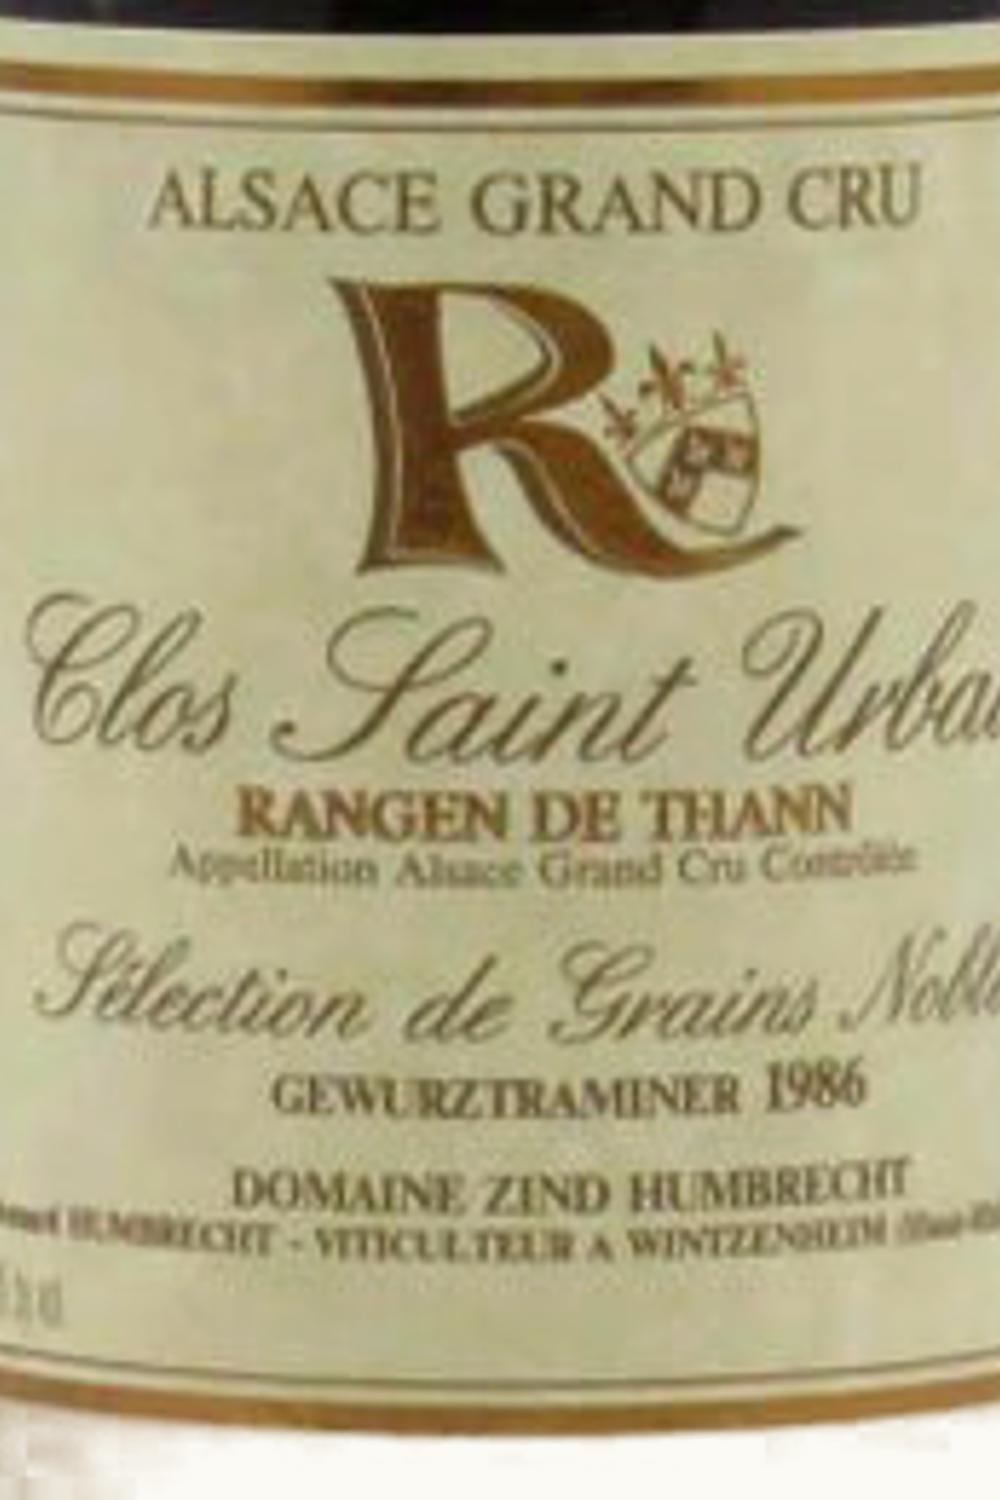 ALSACE GRAND CRU
R
Clos Saint Urba
RANGEN DE THANN
Appellation Alsace Grand Cru Contrôlée
Sélection de Grains Noble
GEWURZTRAMINER 1986
DOMAINE ZIND HUMBRECHT
HUMBRECHT - VITICULTEUR A WINTZENHEIM